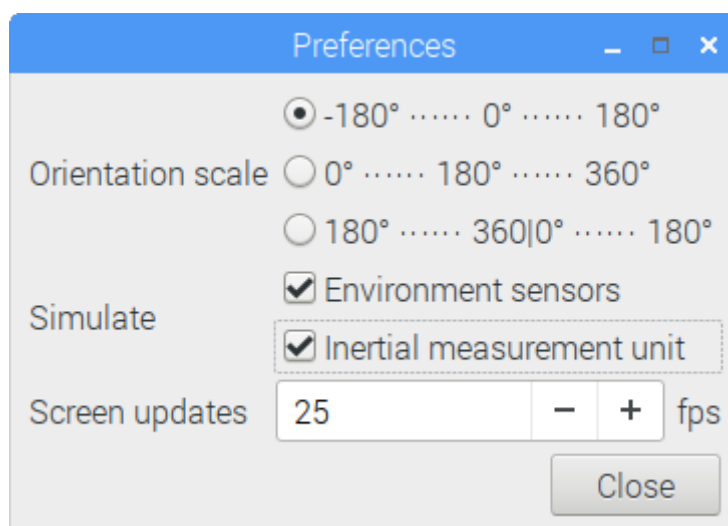 Preferences
-180° ······ 0° ······ 180°
Orientation scale
0° ······ 180° ······ 360°
180° ······ 360|0° ······ 180°
Simulate
Environment sensors
Inertial measurement unit
Screen updates 25 − + fps
Close